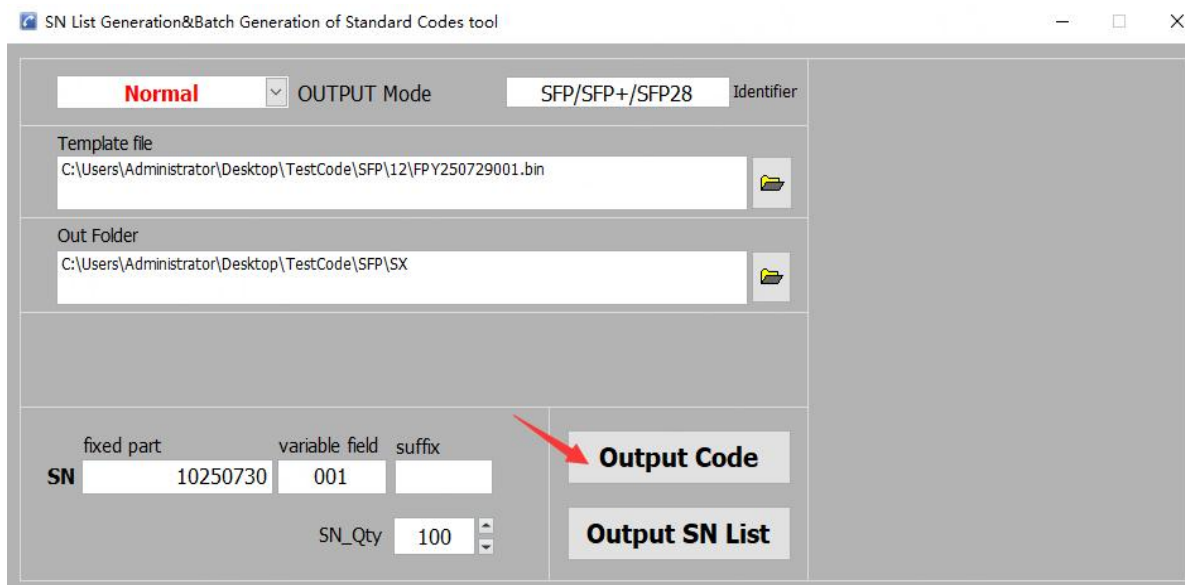 SN List Generation&Batch Generation of Standard Codes tool
Normal OUTPUT Mode SFP/SFP+/SFP28 Identifier
Template file
C:\Users\Administrator\Desktop\TestCode\SFP\12\FPY250729001.bin
Out Folder
C:\Users\Administrator\Desktop\TestCode\SFP\SX
fixed part variable field suffix
SN 10250730 001
SN_Qty 100
Output Code
Output SN List